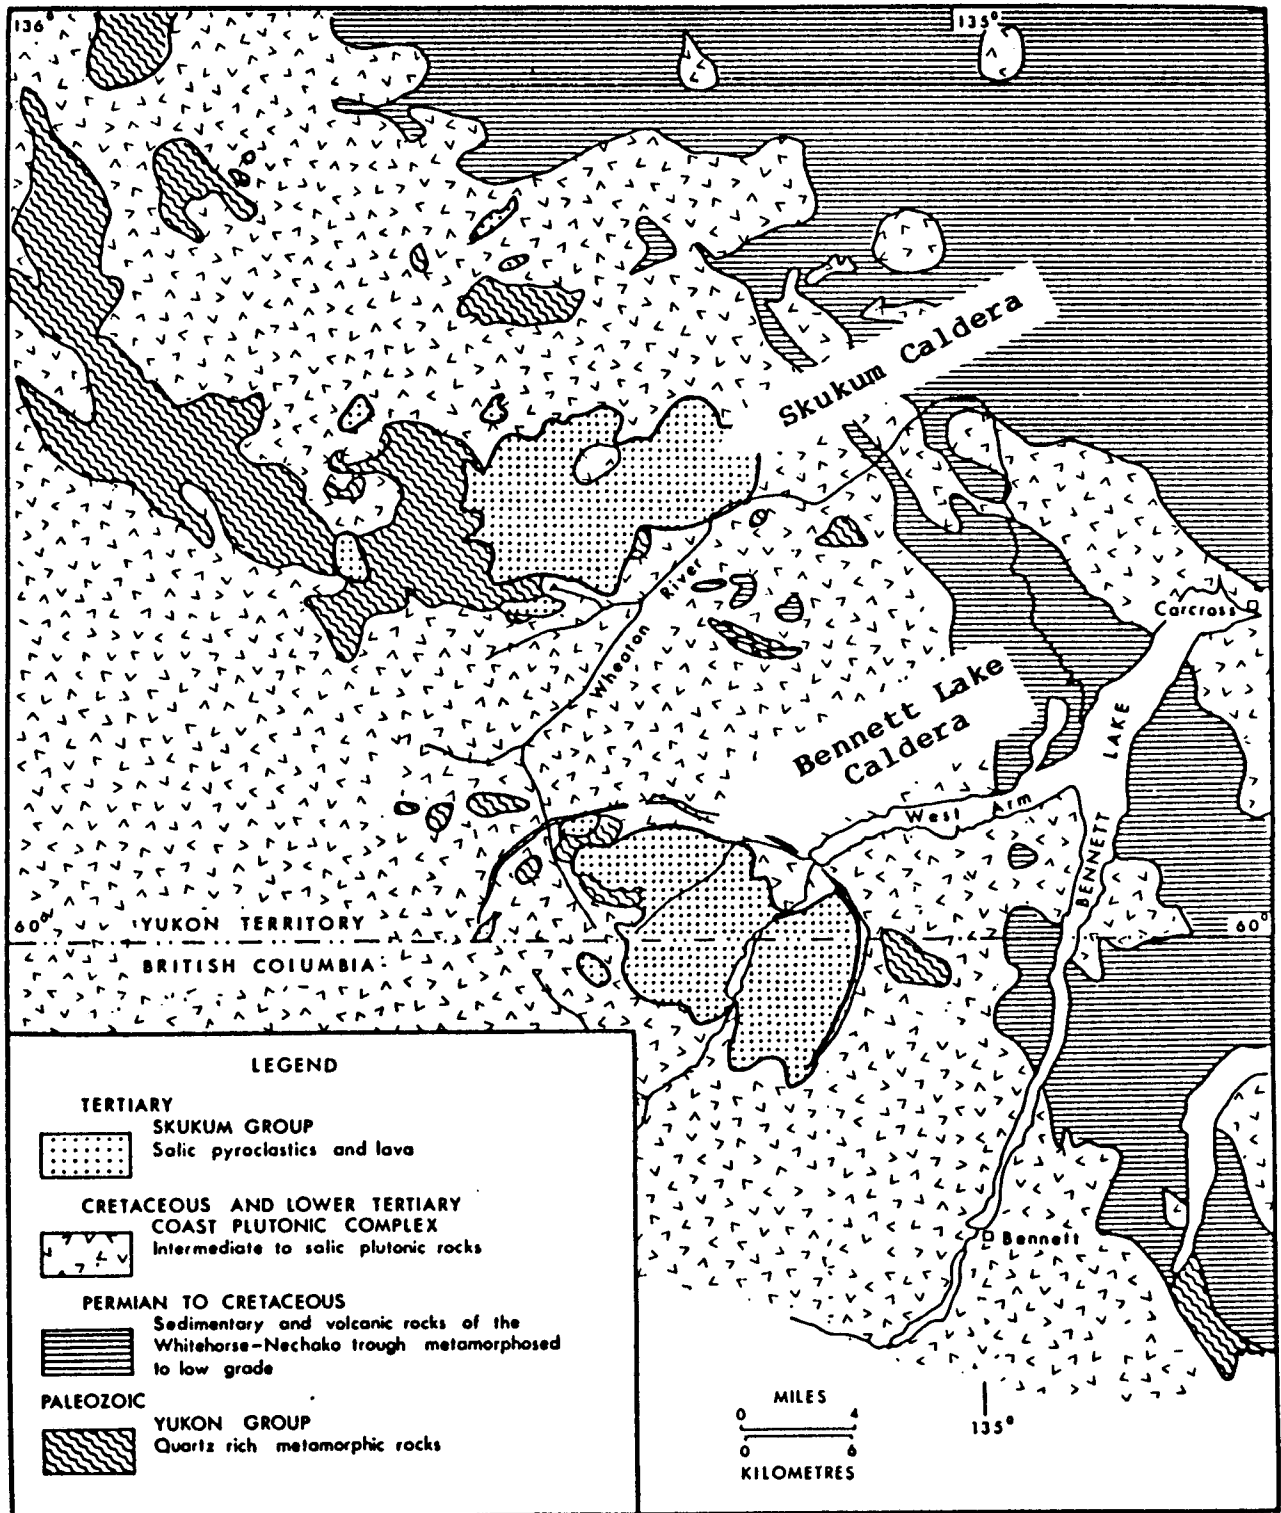 136°
135°
Skukum Caldera
Wheaton River
Carcross
Bennett Lake
Caldera
West Arm
BENNETT LAKE
60°
YUKON TERRITORY
60°
BRITISH COLUMBIA
Bennett
LEGEND
TERTIARY
SKUKUM GROUP
Salic pyroclastics and lava
CRETACEOUS AND LOWER TERTIARY
COAST PLUTONIC COMPLEX
Intermediate to salic plutonic rocks
PERMIAN TO CRETACEOUS
Sedimentary and volcanic rocks of the
Whitehorse-Nechako trough metamorphosed
to low grade
PALEOZOIC
YUKON GROUP
Quartz rich metamorphic rocks
MILES
0 4
0 6
KILOMETRES
135°